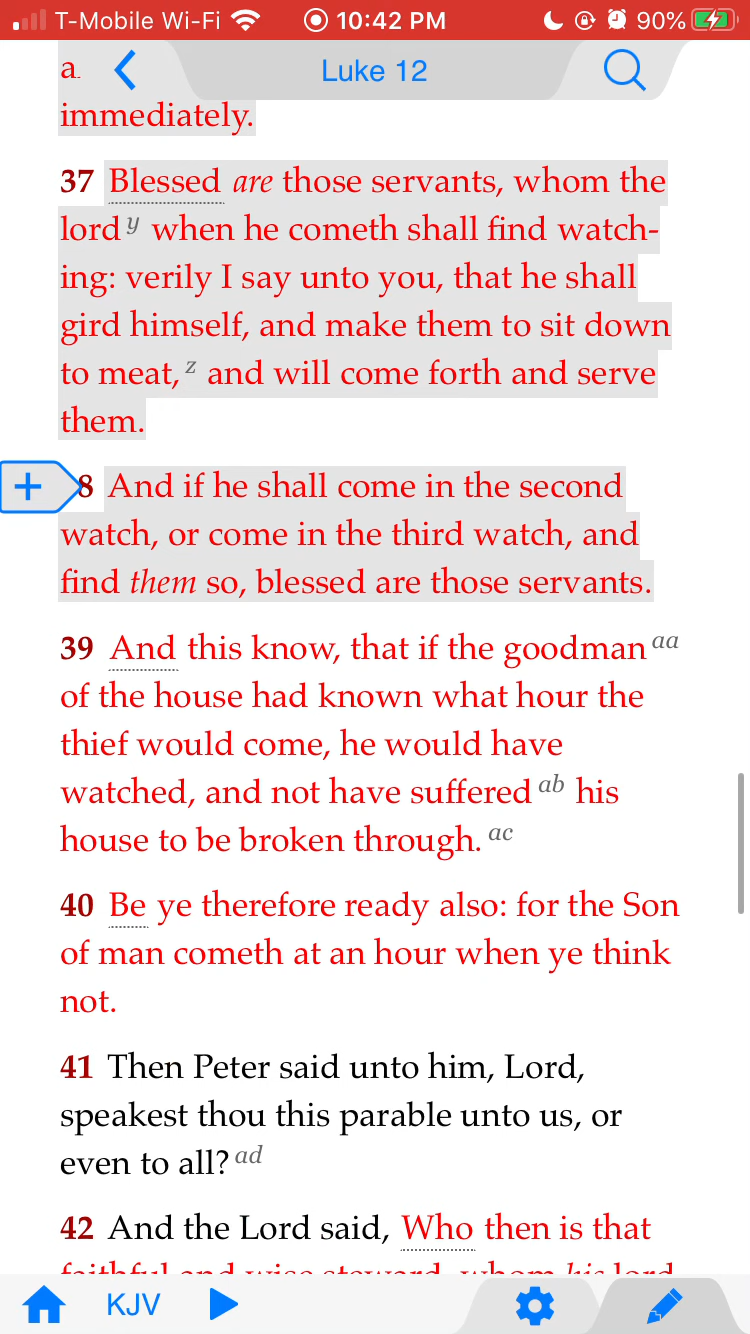 T-Mobile Wi-Fi 10:42 PM 90%
Luke 12
a
immediately.
37 Blessed are those servants, whom the
lord y when he cometh shall find watch-
ing: verily I say unto you, that he shall
gird himself, and make them to sit down
to meat, z and will come forth and serve
them.
8 And if he shall come in the second
watch, or come in the third watch, and
find them so, blessed are those servants.
39 And this know, that if the goodman aa
of the house had known what hour the
thief would come, he would have
watched, and not have suffered ab his
house to be broken through. ac
40 Be ye therefore ready also: for the Son
of man cometh at an hour when ye think
not.
41 Then Peter said unto him, Lord,
speakest thou this parable unto us, or
even to all? ad
42 And the Lord said, Who then is that
faithful and wise steward, whom his lord
KJV